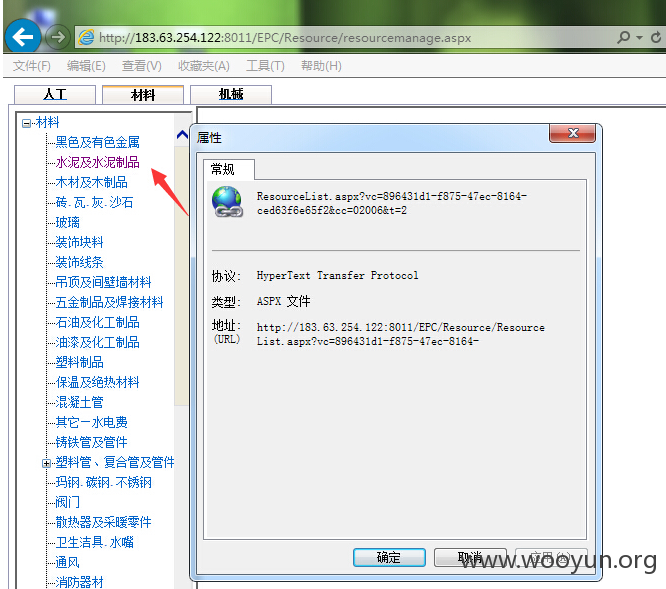 http://183.63.254.122:8011/EPC/Resource/resourcemanage.aspx
文件(F) 编辑(E) 查看(V) 收藏夹(A) 工具(T) 帮助(H)
人工 材料 机械
材料
黑色及有色金属
水泥及水泥制品
木材及木制品
砖.瓦.灰.沙石
玻璃
装饰块料
装饰线条
吊顶及间壁墙材料
五金制品及焊接材料
石油及化工制品
油漆及化工制品
塑料制品
保温及绝热材料
混凝土管
其它一水电费
铸铁管及管件
塑料管、复合管及管件
玛钢.碳钢.不锈钢
阀门
散热器及采暖零件
卫生洁具.水嘴
通风
消防器材
属性
常规
ResourceList.aspx?vc=896431d1-f875-47ec-8164-
ced63f6e65f2&cc=02006&t=2
协议: HyperText Transfer Protocol
类型: ASPX 文件
地址: http://183.63.254.122:8011/EPC/Resource/Resource
(URL) List.aspx?vc=896431d1-f875-47ec-8164-
确定 取消 应用(A)
www.wooyun.org